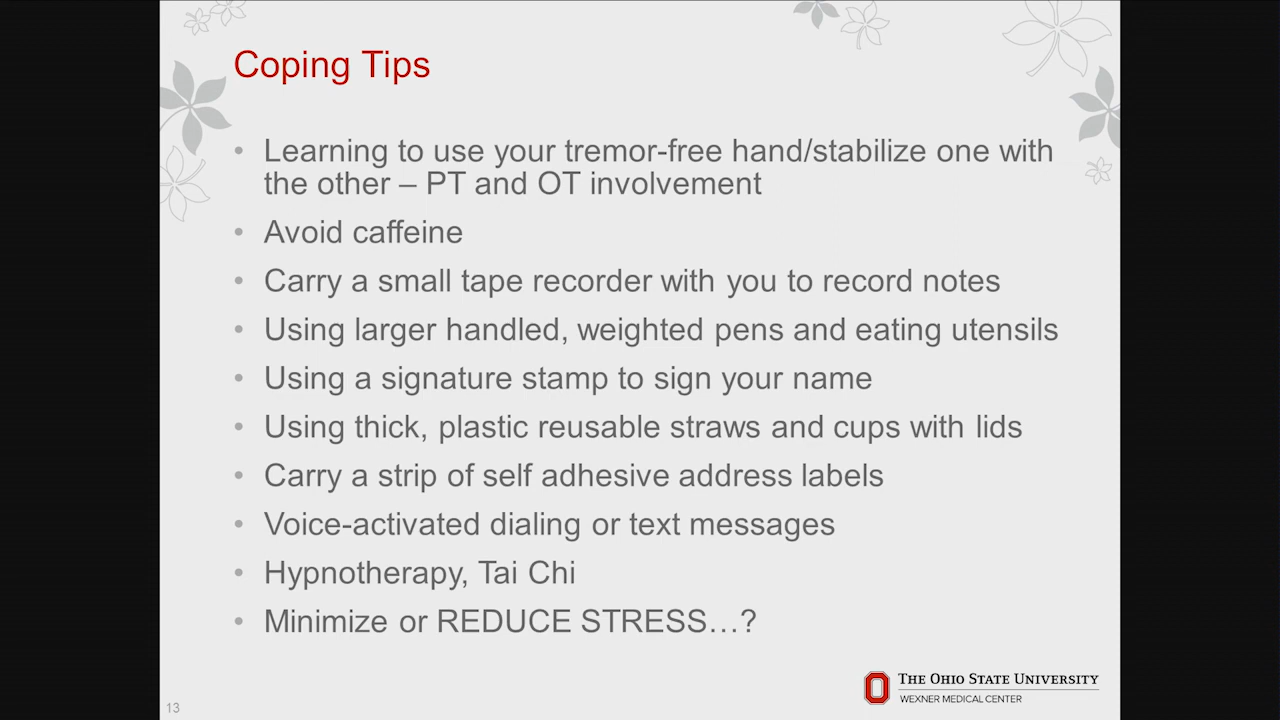 Coping Tips
• Learning to use your tremor-free hand/stabilize one with
the other – PT and OT involvement
• Avoid caffeine
• Carry a small tape recorder with you to record notes
• Using larger handled, weighted pens and eating utensils
• Using a signature stamp to sign your name
• Using thick, plastic reusable straws and cups with lids
• Carry a strip of self adhesive address labels
• Voice-activated dialing or text messages
• Hypnotherapy, Tai Chi
• Minimize or REDUCE STRESS…?
THE OHIO STATE UNIVERSITY
WEXNER MEDICAL CENTER
13